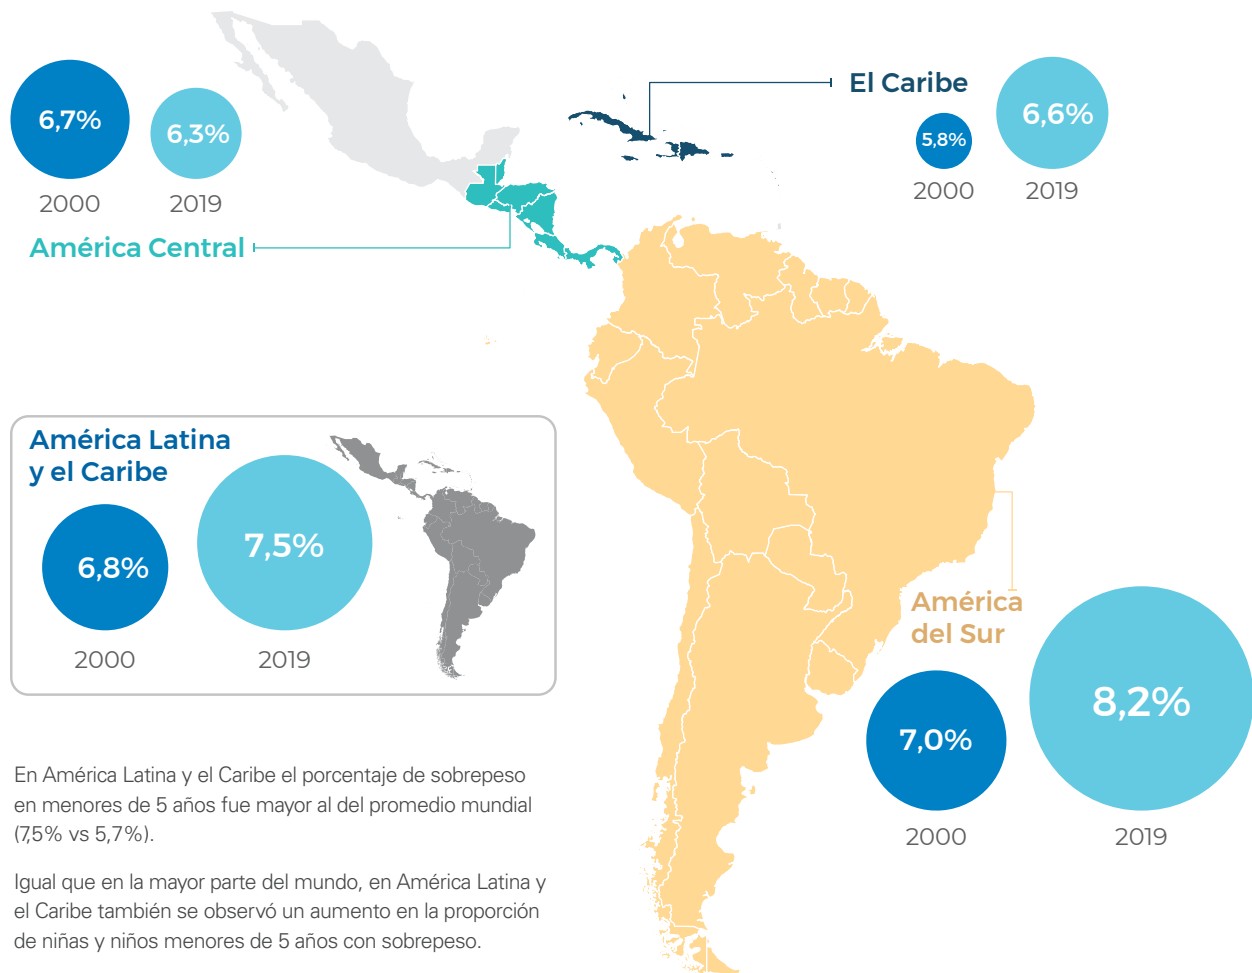 6,7%
6,3%
2000
2019
América Central
El Caribe
5,8%
6,6%
2000
2019
América Latina
y el Caribe
6,8%
7,5%
2000
2019
América
del Sur
7,0%
8,2%
2000
2019
En América Latina y el Caribe el porcentaje de sobrepeso
en menores de 5 años fue mayor al del promedio mundial
(7,5% vs 5,7%).
Igual que en la mayor parte del mundo, en América Latina y
el Caribe también se observó un aumento en la proporción
de niñas y niños menores de 5 años con sobrepeso.